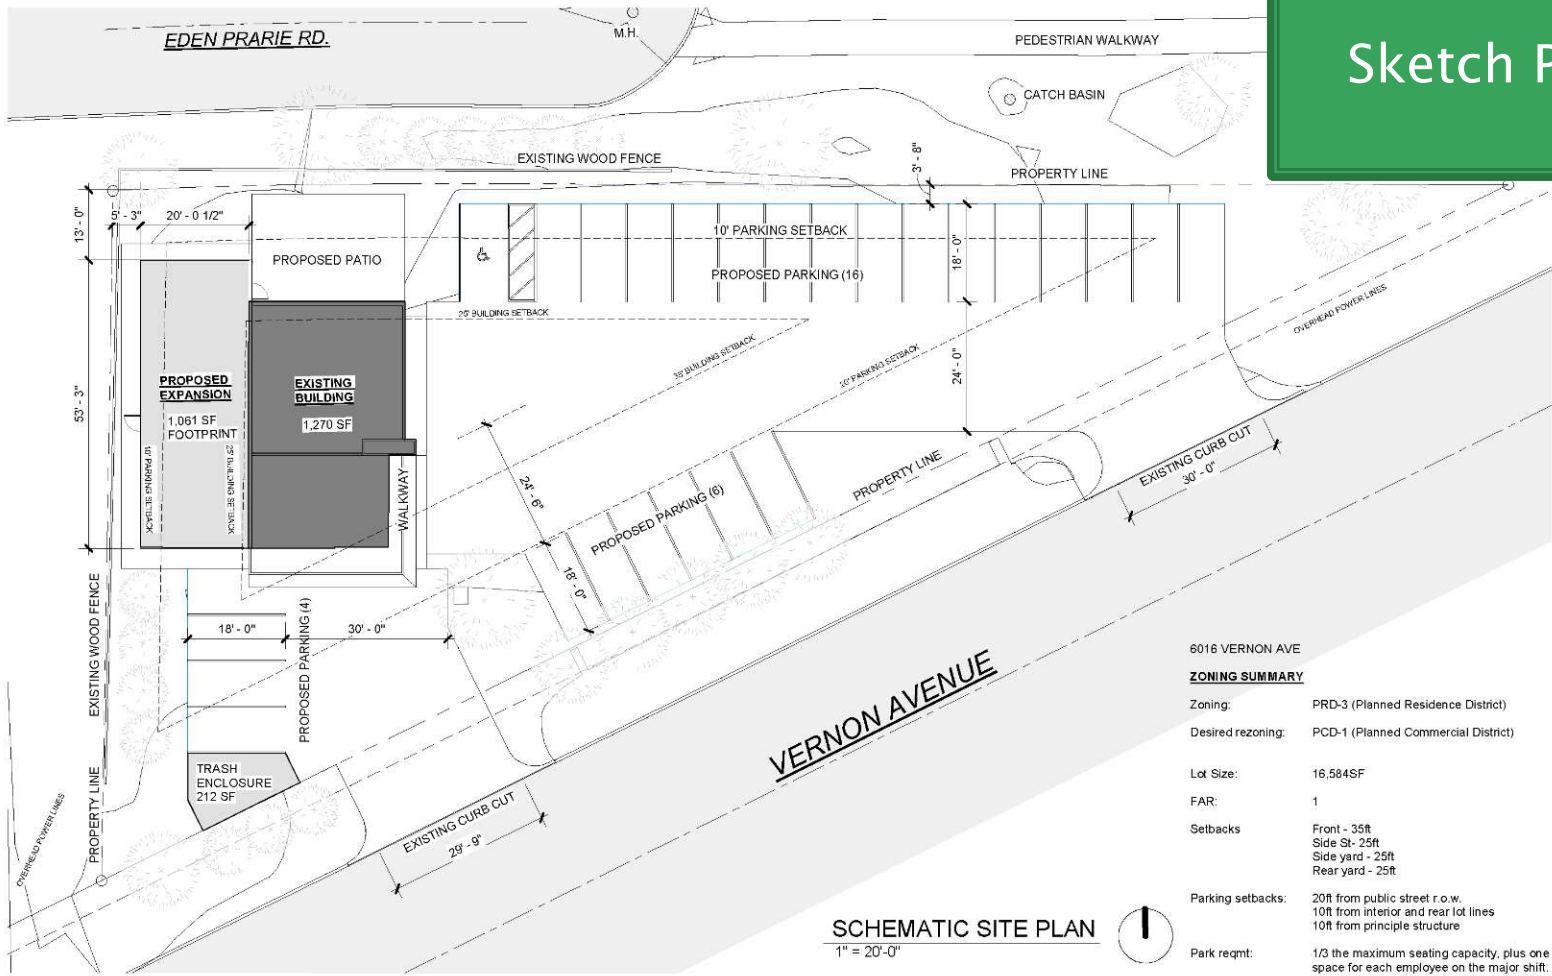 Sketch P
EDEN PRARIE RD.
M.H.
PEDESTRIAN WALKWAY
CATCH BASIN
EXISTING WOOD FENCE
3' - 8"
PROPERTY LINE
13' - 0"
5' - 3"
20' - 0 1/2"
PROPOSED PATIO
10' PARKING SETBACK
18' - 0"
PROPOSED PARKING (16)
25' BUILDING SETBACK
OVERHEAD POWER LINES
35' BUILDING SETBACK
20' PARKING SETBACK
24' - 0"
53' - 3"
PROPOSED
EXPANSION
1,061 SF
FOOTPRINT
EXISTING
BUILDING
1,270 SF
10' PARKING SETBACK
25' BUILDING SETBACK
WALKWAY
24' - 6"
PROPOSED PARKING (6)
PROPERTY LINE
EXISTING CURB CUT
30' - 0"
18' - 0"
EXISTING WOOD FENCE
18' - 0"
PROPOSED PARKING (4)
30' - 0"
VERNON AVENUE
TRASH
ENCLOSURE
212 SF
PROPERTY LINE
OVERHEAD POWER LINES
EXISTING CURB CUT
29' - 9"
6016 VERNON AVE
ZONING SUMMARY
Zoning: PRD-3 (Planned Residence District)
Desired rezoning: PCD-1 (Planned Commercial District)
Lot Size: 16,584SF
FAR: 1
Setbacks Front - 35ft
Side St- 25ft
Side yard - 25ft
Rear yard - 25ft
Parking setbacks: 20ft from public street r.o.w.
10ft from interior and rear lot lines
10ft from principle structure
Park reqmt: 1/3 the maximum seating capacity, plus one
space for each employee on the major shift.
SCHEMATIC SITE PLAN
1" = 20'-0"